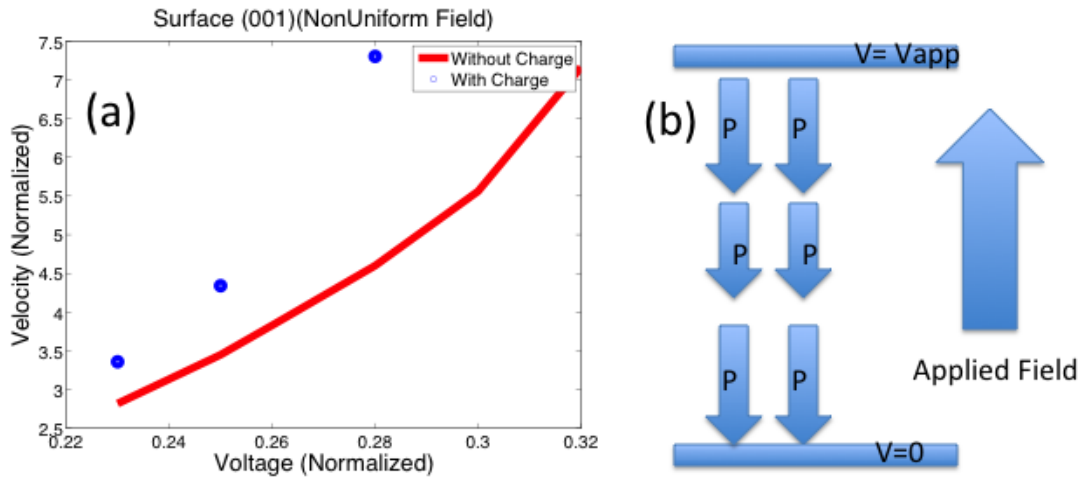 Surface (001)(NonUniform Field)
(a)
Without Charge
With Charge
7.5
7
6.5
6
5.5
5
4.5
4
3.5
3
2.5
Velocity (Normalized)
0.22
0.24
0.26
0.28
0.3
0.32
Voltage (Normalized)
(b)
V= Vapp
P P
P P
P P
V=0
Applied Field